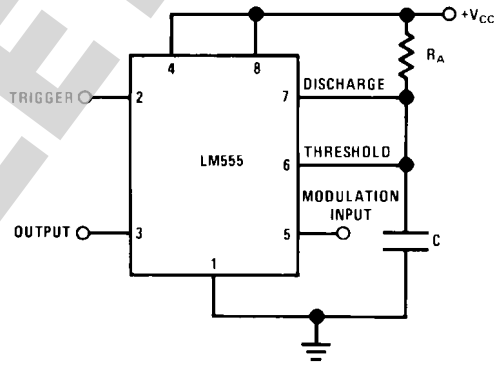 +VCC
4
8
RA
TRIGGER
2
7
DISCHARGE
LM555
6
THRESHOLD
MODULATION
INPUT
OUTPUT
3
5
C
1